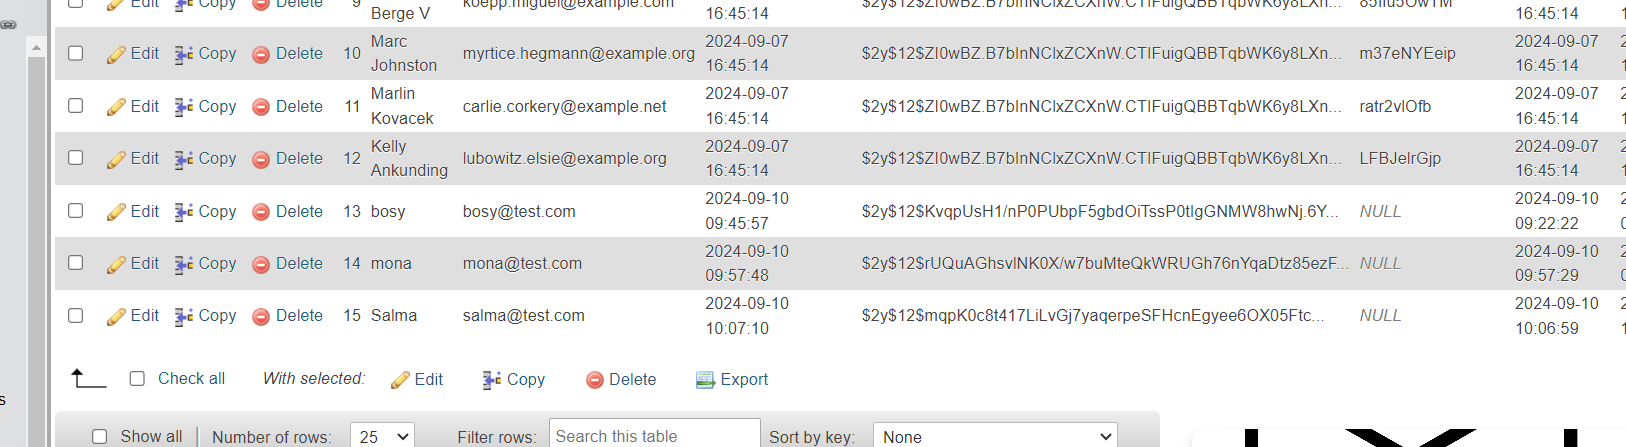 Edit Copy Delete 9 Berge V koepp.miguel@example.com 16:45:14 $2y$12$ZI0wBZ.B7bInNClxZCXnW.CTIFuigQBBTqbWK6y8LXn... 16:45:14
Edit Copy Delete 10 Marc Johnston myrtice.hegmann@example.org 2024-09-07 16:45:14 $2y$12$ZI0wBZ.B7bInNClxZCXnW.CTIFuigQBBTqbWK6y8LXn... m37eNYEeip 2024-09-07 16:45:14
Edit Copy Delete 11 Marlin Kovacek carlie.corkery@example.net 2024-09-07 16:45:14 $2y$12$ZI0wBZ.B7bInNClxZCXnW.CTIFuigQBBTqbWK6y8LXn... ratr2vlOfb 2024-09-07 16:45:14
Edit Copy Delete 12 Kelly Ankunding lubowitz.elsie@example.org 2024-09-07 16:45:14 $2y$12$ZI0wBZ.B7bInNClxZCXnW.CTIFuigQBBTqbWK6y8LXn... LFBJelrGjp 2024-09-07 16:45:14
Edit Copy Delete 13 bosy bosy@test.com 2024-09-10 09:45:57 $2y$12$KvqpUsH1/nP0PUbpF5gbdOiTssP0tlgGNMW8hwNj.6Y... NULL 2024-09-10 09:22:22
Edit Copy Delete 14 mona mona@test.com 2024-09-10 09:57:48 $2y$12$rUQuAGhsvlNK0X/w7buMteQkWRUGh76nYqaDtz85ezF... NULL 2024-09-10 09:57:29
Edit Copy Delete 15 Salma salma@test.com 2024-09-10 10:07:10 $2y$12$mqpK0c8t417LiLvGj7yaqerpeSFHcnEgyee6OX05Ftc... NULL 2024-09-10 10:06:59
Check all With selected: Edit Copy Delete Export
s
Show all Number of rows: 25 Filter rows: Search this table Sort by key: None